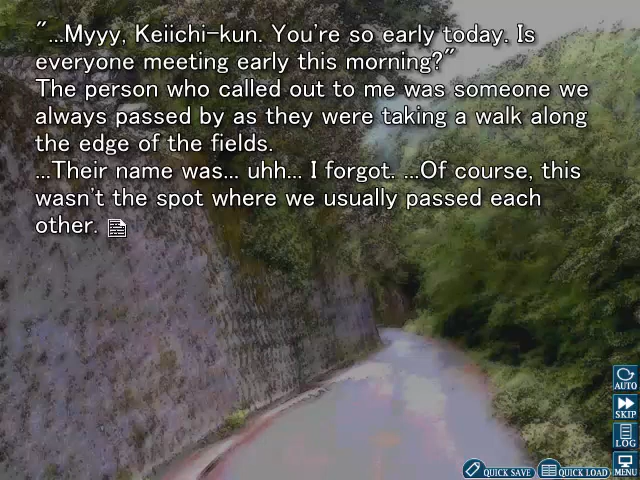 "...Myyy, Keiichi-kun. You're so early today. Is
everyone meeting early this morning?"
The person who called out to me was someone we
always passed by as they were taking a walk along
the edge of the fields.
...Their name was... uhh... I forgot. ...Of course, this
wasn't the spot where we usually passed each
other.
AUTO
SKIP
LOG
QUICK SAVE
QUICK LOAD
MENU